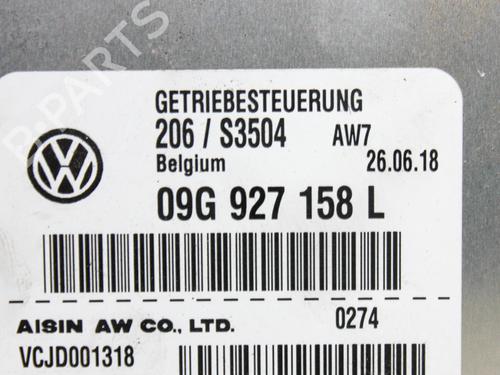 B-PARTS
GETRIEBESTEUERUNG
206 / S3504 AW7
Belgium 26.06.18
09G 927 158 L
AISIN AW CO., LTD. 0274
VCJD001318